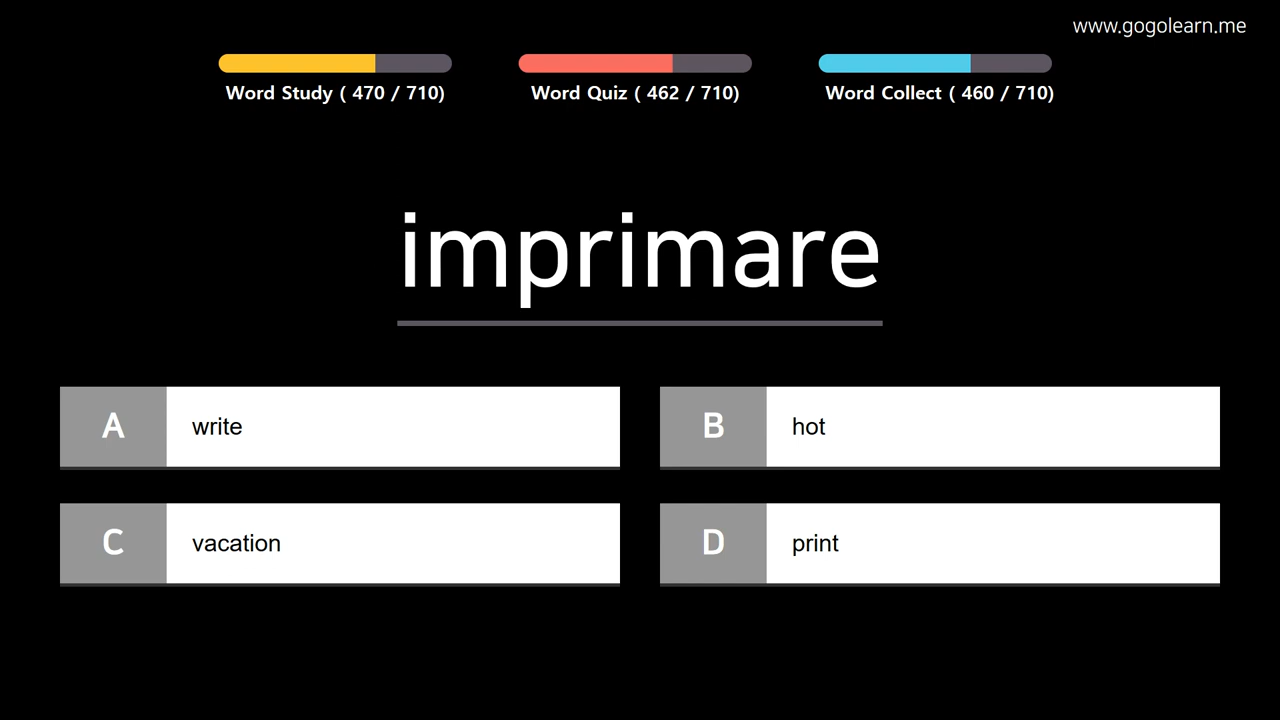 www.gogolearn.me
Word Study ( 470 / 710)
Word Quiz ( 462 / 710)
Word Collect ( 460 / 710)
imprimare
A
write
B
hot
C
vacation
D
print